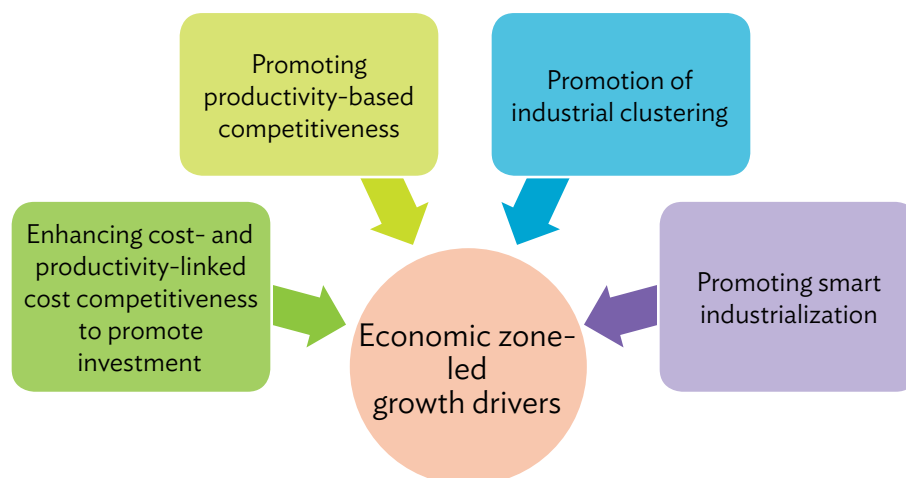 Promoting
productivity-based
competitiveness
Promotion of
industrial clustering
Enhancing cost- and
productivity-linked
cost competitiveness
to promote
investment
Promoting smart
industrialization
Economic zone-
led
growth drivers